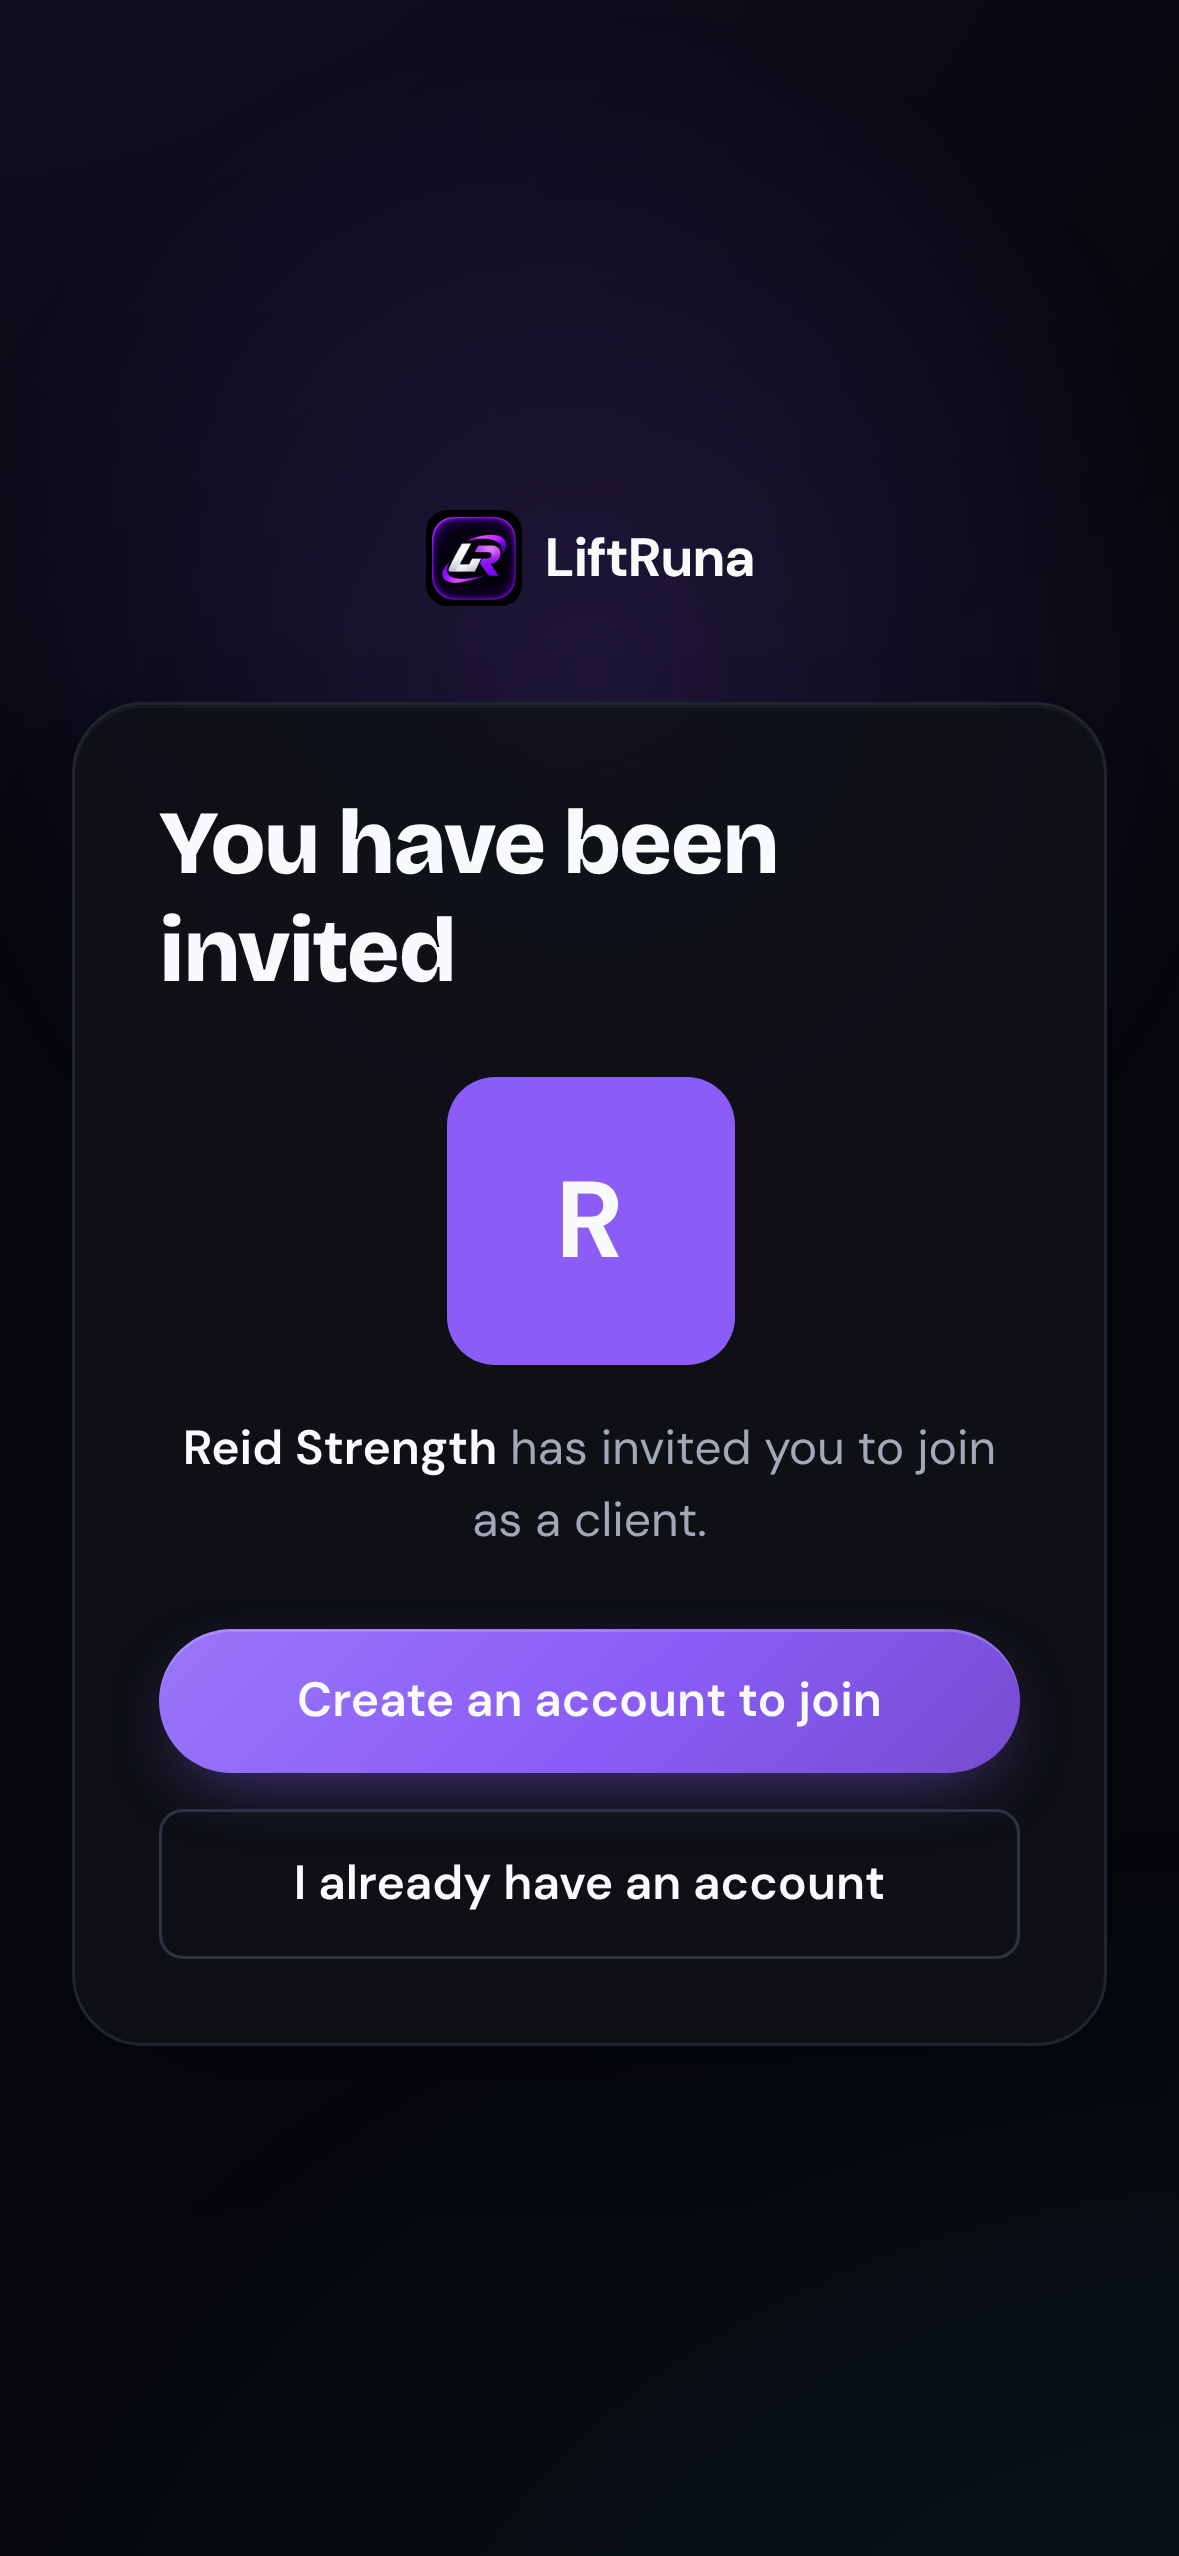 LR LiftRuna
You have been
invited
R
Reid Strength has invited you to join
as a client.
Create an account to join
I already have an account